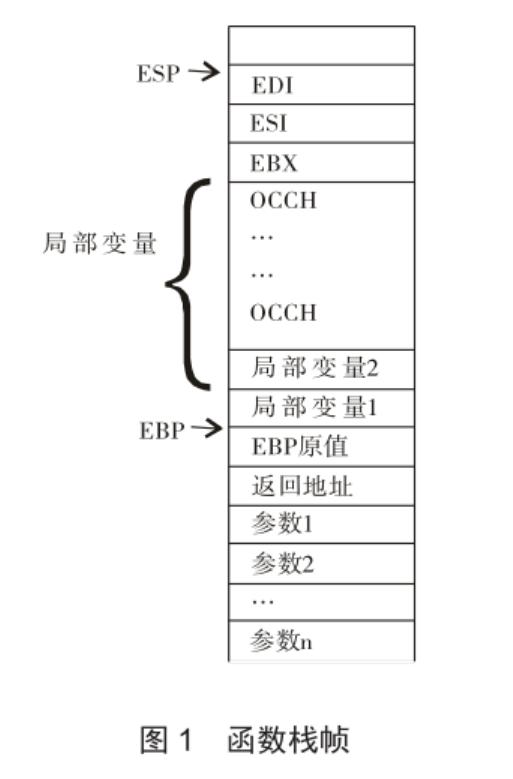 ESP
EDI
ESI
EBX
OCCH
局部变量
...
...
OCCH
局部变量2
局部变量1
EBP
EBP原值
返回地址
参数1
参数2
...
参数n
图 1 函数栈帧